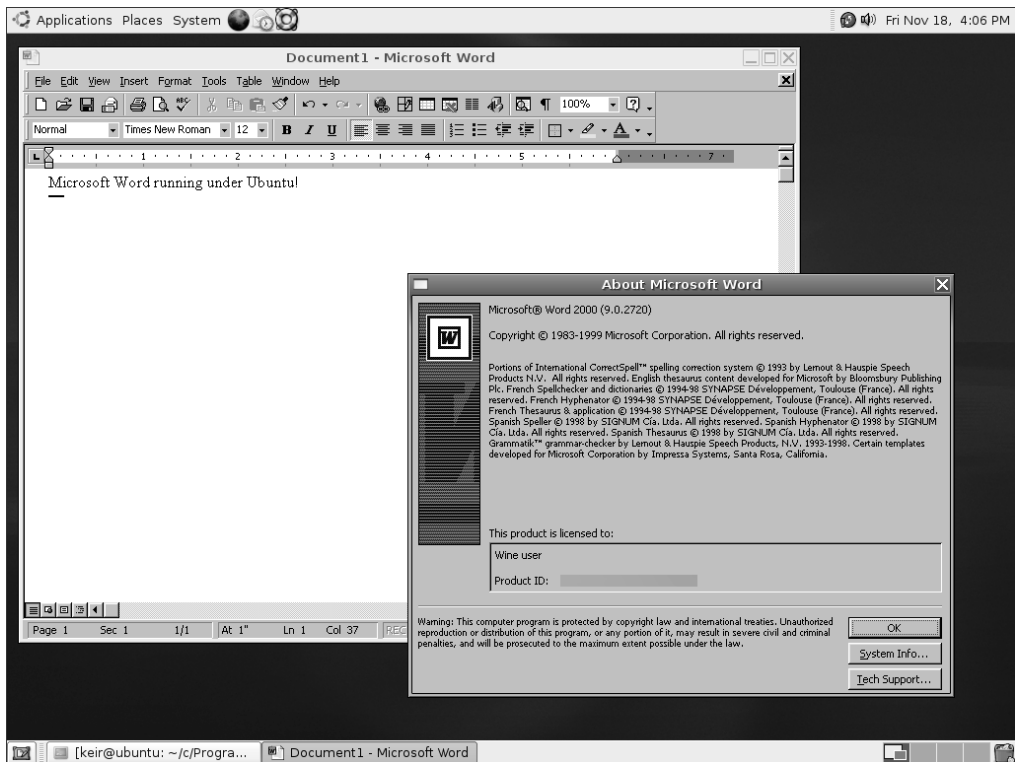 Applications Places System Fri Nov 18, 4:06 PM
Document1 - Microsoft Word
File Edit View Insert Format Tools Table Window Help
100%
Normal Times New Roman 12 B I U A
1 2 3 4 5 7
Microsoft Word running under Ubuntu!
About Microsoft Word
Microsoft® Word 2000 (9.0.2720)
Copyright © 1983-1999 Microsoft Corporation. All rights reserved.
Portions of International CorrectSpell™ spelling correction system © 1993 by Lernout & Hauspie Speech
Products N.V. All rights reserved. English thesaurus content developed for Microsoft by Bloomsbury Publishing
Plc. French Spellchecker and dictionaries © 1994-98 SYNAPSE Développement, Toulouse (France). All rights
reserved. French Hyphenator © 1994-98 SYNAPSE Développement, Toulouse (France). All rights reserved.
French Thesaurus & application © 1994-98 SYNAPSE Développement, Toulouse (France). All rights reserved.
Spanish Speller © 1998 by SIGNUM Cía. Ltda. All rights reserved. Spanish Hyphenator © 1998 by SIGNUM
Cía. Ltda. All rights reserved. Spanish Thesaurus © 1998 by SIGNUM Cía. Ltda. All rights reserved.
Grammatik™ grammar-checker by Lernout & Hauspie Speech Products, N.V. 1993-1998. Certain templates
developed for Microsoft Corporation by Impressa Systems, Santa Rosa, California.
This product is licensed to:
Wine user
Product ID:
Warning: This computer program is protected by copyright law and international treaties. Unauthorized
reproduction or distribution of this program, or any portion of it, may result in severe civil and criminal
penalties, and will be prosecuted to the maximum extent possible under the law.
OK
System Info...
Tech Support...
Page 1 Sec 1 1/1 At 1" Ln 1 Col 37 REC
[keir@ubuntu: ~/c/Progra... Document1 - Microsoft Word